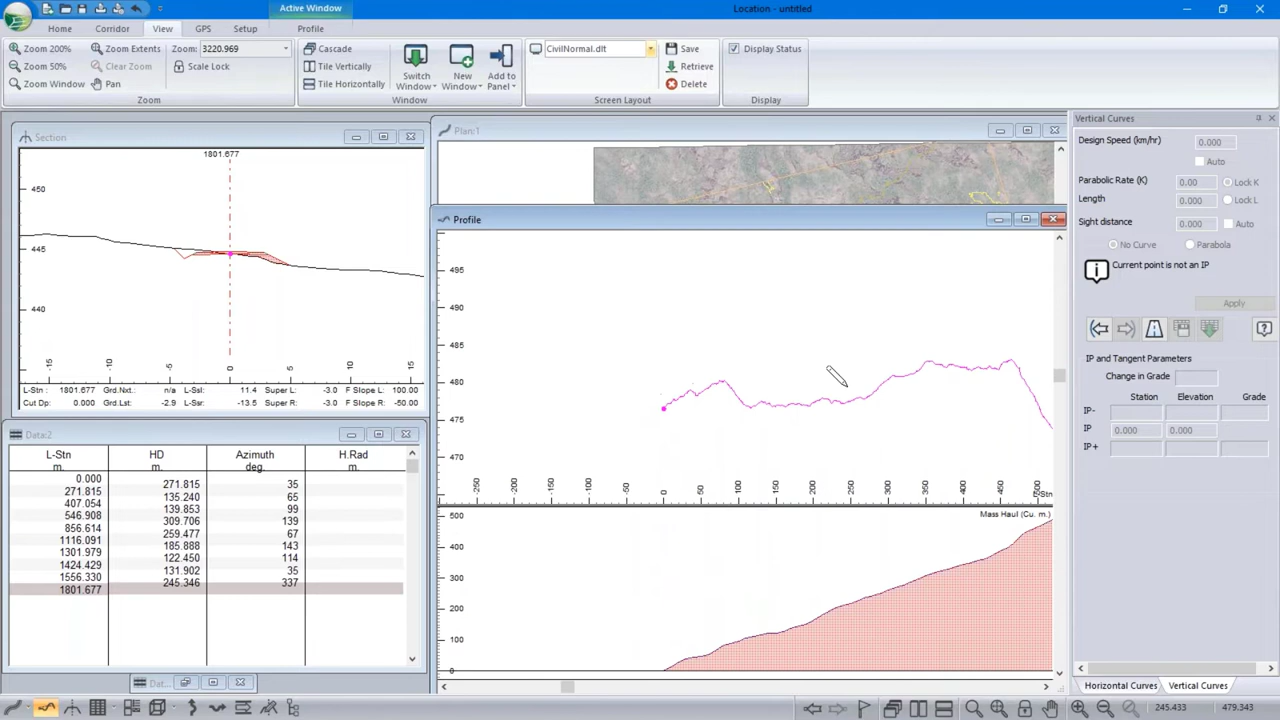 Active Window
Location - untitled
Home Corridor View GPS Setup Profile
Zoom 200% Zoom Extents Zoom: 3220.969
Zoom 50% Clear Zoom Scale Lock
Zoom Window Pan
Zoom
Cascade
Tile Vertically
Tile Horizontally
Switch Window
New Window
Add to Panel
Window
CivilNormal.dlt
Save
Retrieve
Delete
Screen Layout
Display Status
Display
Section
1801.677
450
445
440
-15 -10 -5 0 5 10 15
L-Stn : 1801.677 Grd.Nxt.: n/a L-Ssl: 11.4 Super L: -3.0 F Slope L: 100.00
Cut Dp: 0.000 Grd.Lst: -2.9 L-Ssr: -13.5 Super R: -3.0 F Slope R: -50.00
Data:2
L-Stn HD Azimuth H.Rad
m. m. deg. m.
0.000
271.815 35
271.815
135.240 65
407.054
139.853 99
546.908
309.706 139
856.614
259.477 67
1116.091
185.888 143
1301.979
122.450 114
1424.429
131.902 35
1556.330
245.346 337
1801.677
Dat...
Plan:1
Profile
495
490
485
480
475
470
-250 -200 -150 -100 -50 0 50 100 150 200 250 300 350 400 450 500
L-Stn
Mass Haul (Cu. m.)
500
400
300
200
100
0
Vertical Curves
Design Speed (km/hr) 0.000
Auto
Parabolic Rate (K) 0.00 Lock K
Length 0.000 Lock L
Sight distance 0.000 Auto
No Curve Parabola
Current point is not an IP
Apply
IP and Tangent Parameters
Change in Grade
Station Elevation Grade
IP-
IP 0.000 0.000
IP+
Horizontal Curves Vertical Curves
245.433 479.343